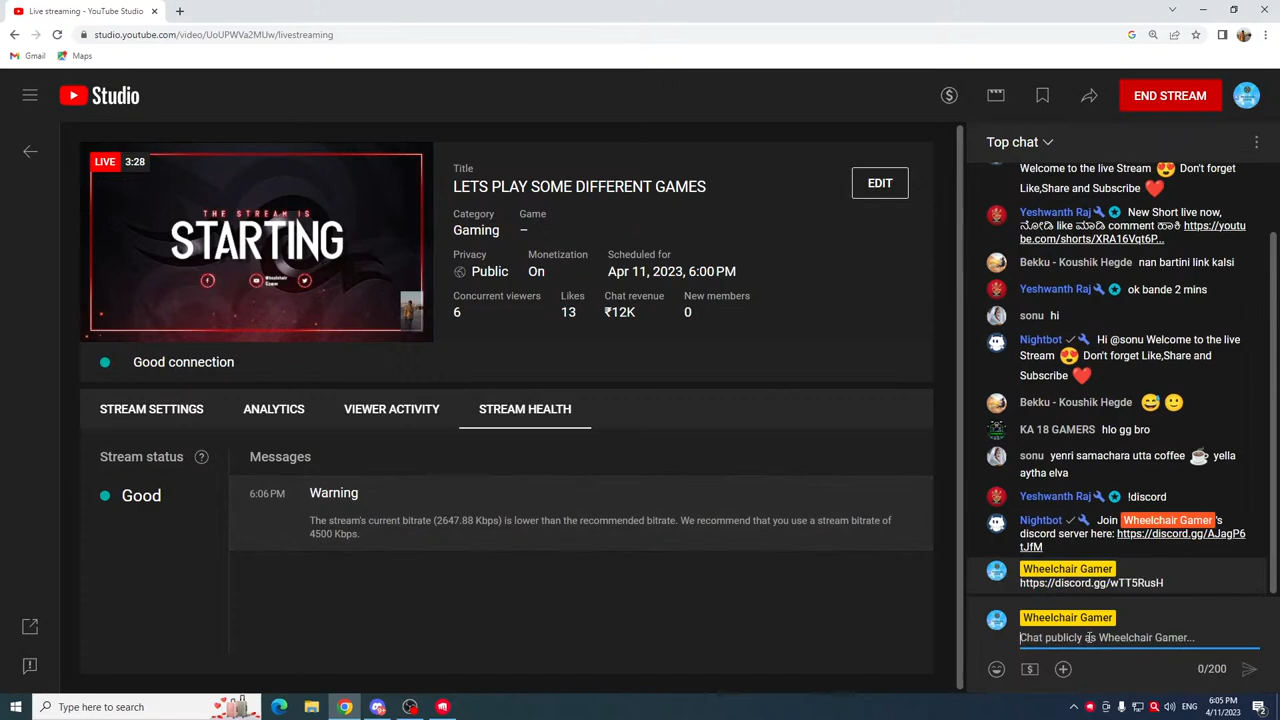 Live streaming - YouTube Studio
studio.youtube.com/video/UoUPWVa2MUw/livestreaming
Gmail
Maps
Studio
END STREAM
LIVE 3:28
THE STREAM IS
STARTING
Wheelchair
Gamer
Title
LETS PLAY SOME DIFFERENT GAMES
EDIT
Category
Game
Gaming
–
Privacy
Monetization
Scheduled for
Public
On
Apr 11, 2023, 6:00 PM
Concurrent viewers
Likes
Chat revenue
New members
6
13
₹12K
0
Good connection
STREAM SETTINGS
ANALYTICS
VIEWER ACTIVITY
STREAM HEALTH
Stream status
Messages
Good
6:06 PM
Warning
The stream's current bitrate (2647.88 Kbps) is lower than the recommended bitrate. We recommend that you use a stream bitrate of
4500 Kbps.
Top chat
Welcome to the live Stream 😍 Don't forget
Like,Share and Subscribe ❤️
Yeshwanth Raj New Short live now,
ನೋಡಿ like ಮಾಡಿ comment ಹಾಕಿ https://youtu
be.com/shorts/XRA16Vqt6P...
Bekku - Koushik Hegde nan bartini link kalsi
Yeshwanth Raj ok bande 2 mins
sonu hi
Nightbot Hi @sonu Welcome to the live
Stream 😍 Don't forget Like,Share and
Subscribe ❤️
Bekku - Koushik Hegde 😅 🙂
KA 18 GAMERS hlo gg bro
sonu yenri samachara utta coffee ☕ yella
aytha elva
Yeshwanth Raj !discord
Nightbot Join Wheelchair Gamer 's
discord server here: https://discord.gg/AJagP6
tJfM
Wheelchair Gamer
https://discord.gg/wTT5RusH
Wheelchair Gamer
Chat publicly as Wheelchair Gamer...
0/200
Type here to search
ENG
6:05 PM
4/11/2023
2